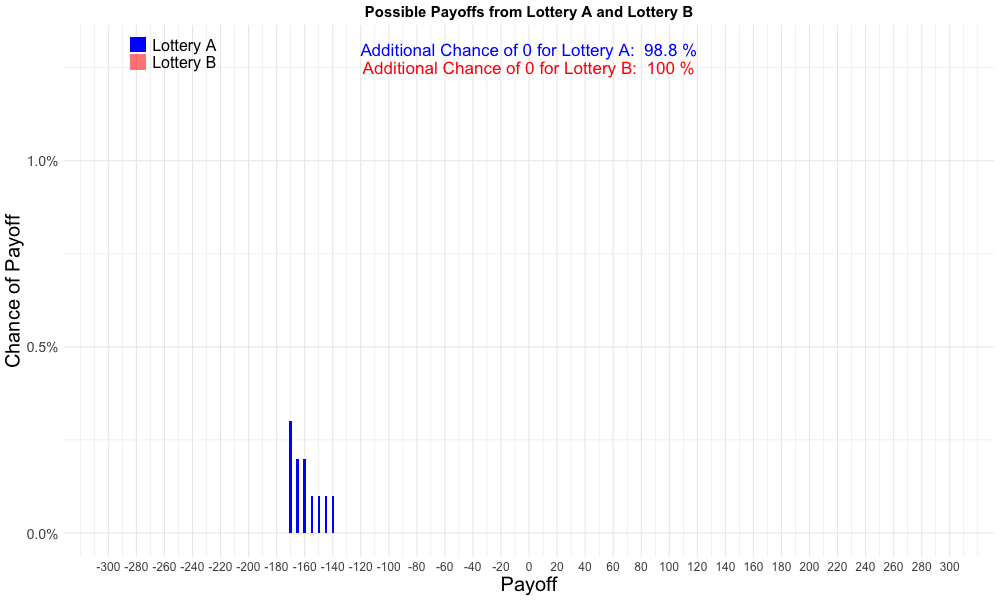 Possible Payoffs from Lottery A and Lottery B
Lottery A
Lottery B
Additional Chance of 0 for Lottery A:  98.8 %
Additional Chance of 0 for Lottery B:  100 %
Chance of Payoff
1.0%
0.5%
0.0%
-300 -280 -260 -240 -220 -200 -180 -160 -140 -120 -100 -80 -60 -40 -20 0 20 40 60 80 100 120 140 160 180 200 220 240 260 280 300
Payoff